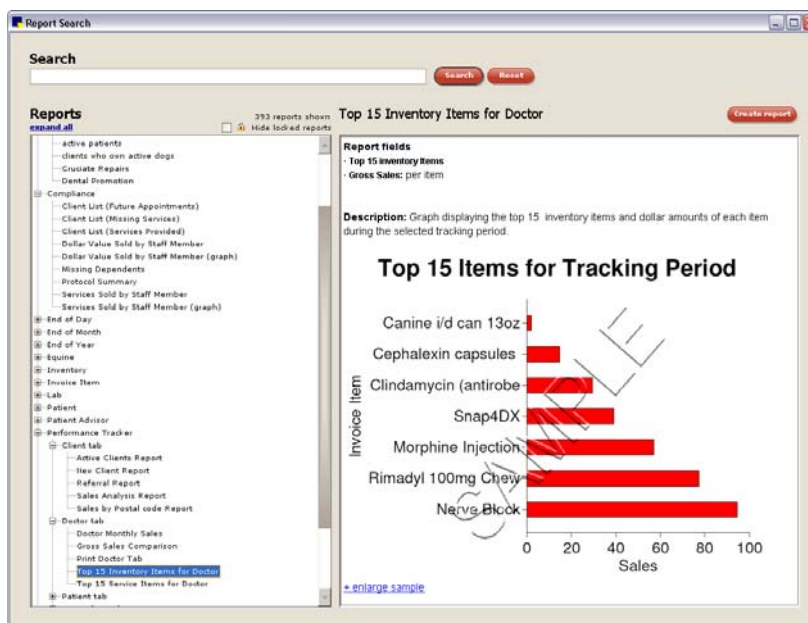 Report Search
Search
Search
Reset
Reports
393 reports shown
expand all
Hide locked reports
active patients
clients who own active dogs
Cruciate Repairs
Dental Promotion
Compliance
Client List (Future Appointments)
Client List (Missing Services)
Client List (Services Provided)
Dollar Value Sold by Staff Member
Dollar Value Sold by Staff Member (graph)
Missing Dependents
Protocol Summary
Services Sold by Staff Member
Services Sold by Staff Member (graph)
End of Day
End of Month
End of Year
Equine
Inventory
Invoice Item
Lab
Patient
Patient Advisor
Performance Tracker
Client tab
Active Clients Report
New Client Report
Referral Report
Sales Analysis Report
Sales by Postal code Report
Doctor tab
Doctor Monthly Sales
Gross Sales Comparison
Print Doctor Tab
Top 15 Inventory Items for Doctor
Top 15 Service Items for Doctor
Patient tab
Top 15 Inventory Items for Doctor
Create report
Report fields
· Top 15 inventory items
· Gross Sales: per item
Description: Graph displaying the top 15 inventory items and dollar amounts of each item
during the selected tracking period.
Top 15 Items for Tracking Period
Invoice Item
Canine i/d can 13oz
Cephalexin capsules
Clindamycin (antirobe
Snap4DX
Morphine Injection
Rimadyl 100mg Chew
Nerve Block
0 20 40 60 80 100
Sales
SAMPLE
+ enlarge sample